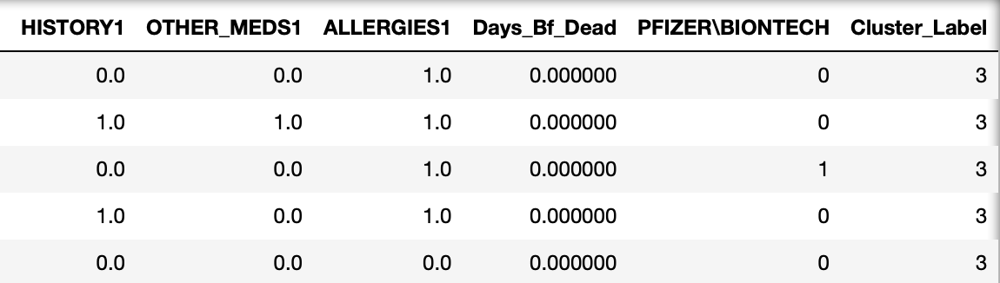 HISTORY1 OTHER_MEDS1 ALLERGIES1 Days_Bf_Dead PFIZER\BIONTECH Cluster_Label
0.0 0.0 1.0 0.000000 0 3
1.0 1.0 1.0 0.000000 0 3
0.0 0.0 1.0 0.000000 1 3
1.0 0.0 1.0 0.000000 0 3
0.0 0.0 0.0 0.000000 0 3